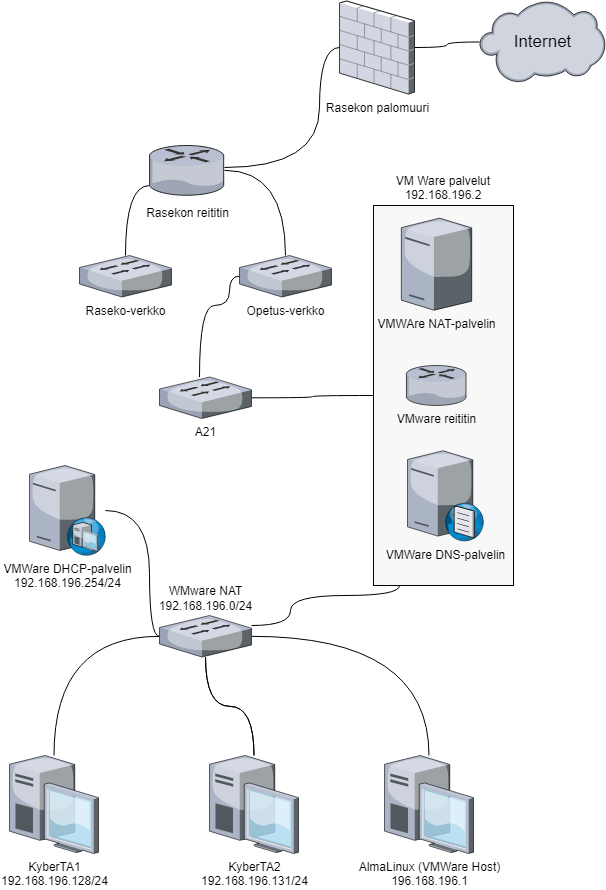 Internet
Rasekon palomuuri
Rasekon reititin
VM Ware palvelut
192.168.196.2
Raseko-verkko
Opetus-verkko
VMWAre NAT-palvelin
A21
VMware reititin
VMWare DNS-palvelin
VMWare DHCP-palvelin
192.168.196.254/24
WMware NAT
192.168.196.0/24
KyberTA1
192.168.196.128/24
KyberTA2
192.168.196.131/24
AlmaLinux (VMWare Host)
196.168.196.1